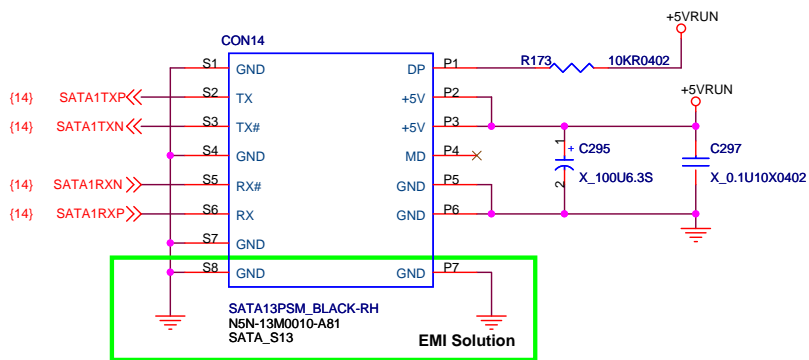 +5VRUN
CON14
S1 GND DP P1 R173 10KR0402
{14} SATA1TXP S2 TX +5V P2 +5VRUN
{14} SATA1TXN S3 TX# +5V P3
S4 GND MD P4 1 + C295 C297
{14} SATA1RXN S5 RX# GND P5 2 X_100U6.3S X_0.1U10X0402
{14} SATA1RXP S6 RX GND P6
S7 GND
S8 GND GND P7
SATA13PSM_BLACK-RH
N5N-13M0010-A81
SATA_S13 EMI Solution